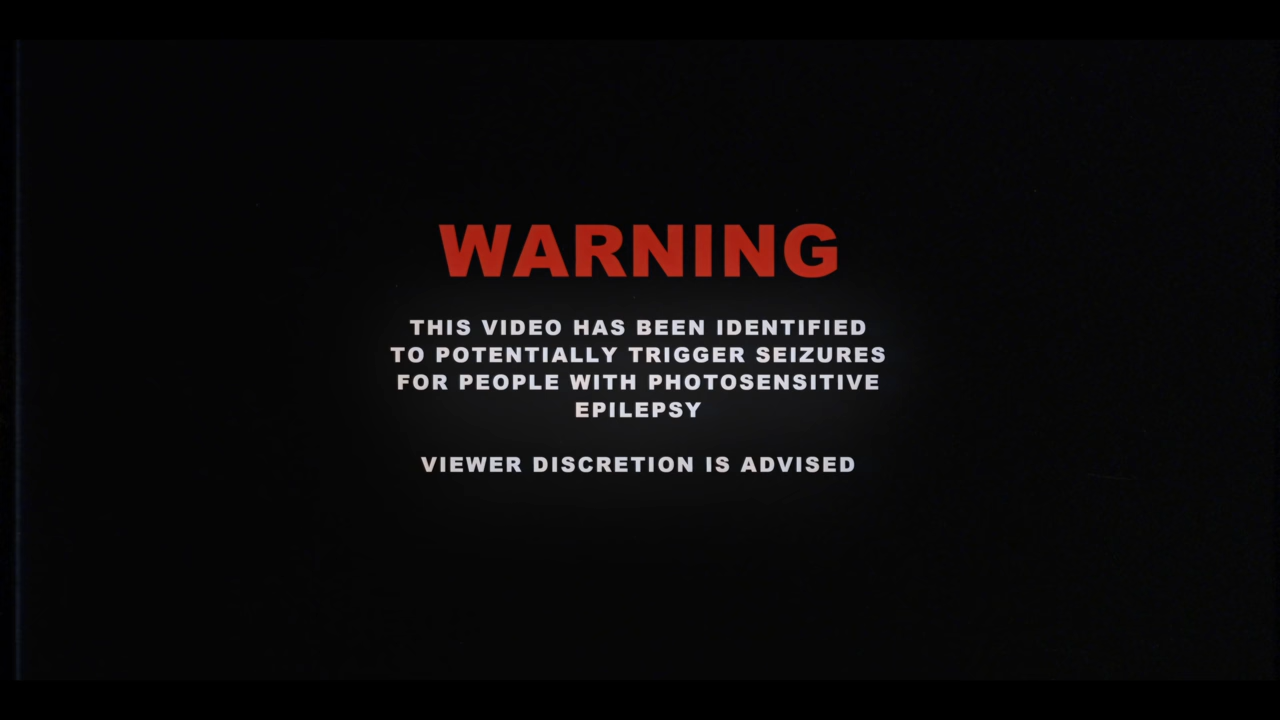 WARNING
THIS VIDEO HAS BEEN IDENTIFIED
TO POTENTIALLY TRIGGER SEIZURES
FOR PEOPLE WITH PHOTOSENSITIVE
EPILEPSY
VIEWER DISCRETION IS ADVISED